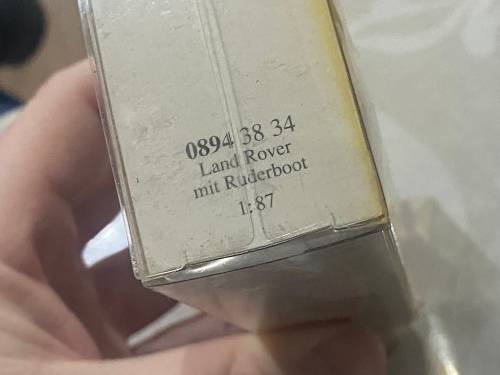 0894 38 34
Land Rover
mit Ruderboot
1:87